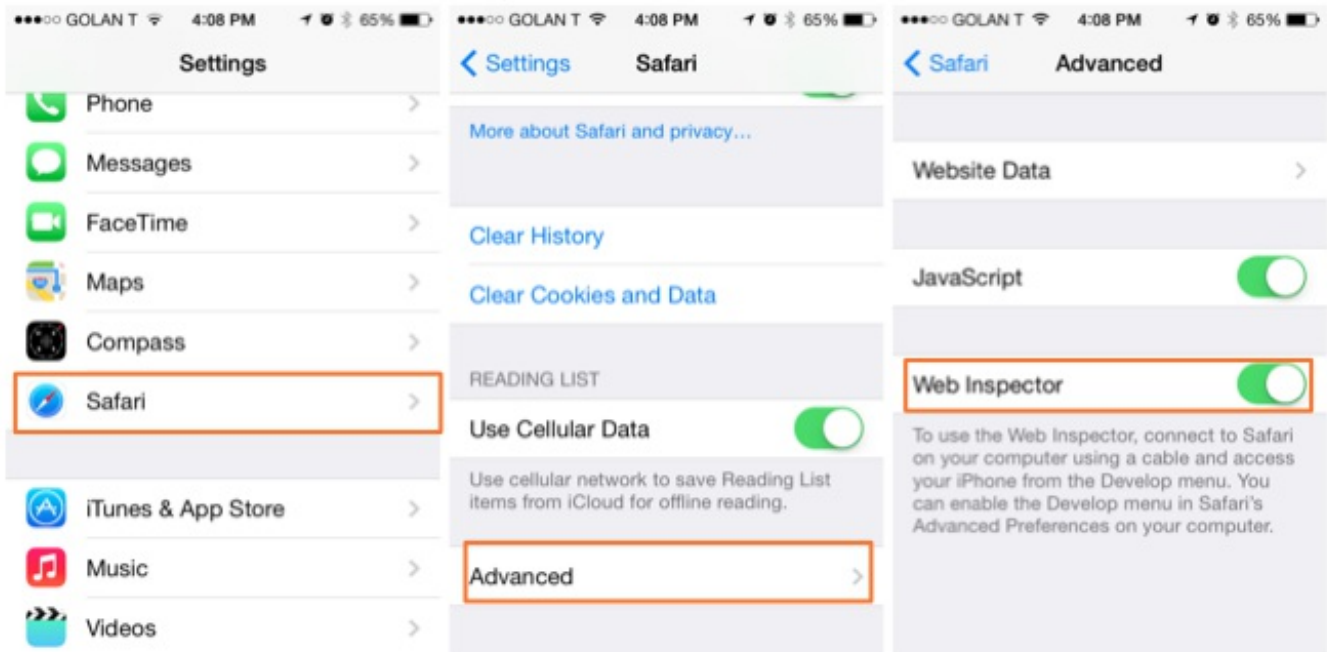 GOLAN T 4:08 PM 65%
Settings
Phone
Messages
FaceTime
Maps
Compass
Safari
iTunes & App Store
Music
Videos
GOLAN T 4:08 PM 65%
Settings Safari
More about Safari and privacy...
Clear History
Clear Cookies and Data
READING LIST
Use Cellular Data
Use cellular network to save Reading List
items from iCloud for offline reading.
Advanced
GOLAN T 4:08 PM 65%
Safari Advanced
Website Data
JavaScript
Web Inspector
To use the Web Inspector, connect to Safari
on your computer using a cable and access
your iPhone from the Develop menu. You
can enable the Develop menu in Safari's
Advanced Preferences on your computer.